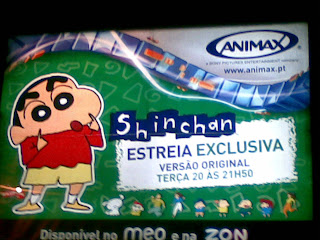 ANIMAX
A SONY PICTURES ENTERTAINMENT COMPANY
www.animax.pt
Shinchan
ESTREIA EXCLUSIVA
VERSÃO ORIGINAL
TERÇA 20 AS 21H50
Disponível no meo e na ZON